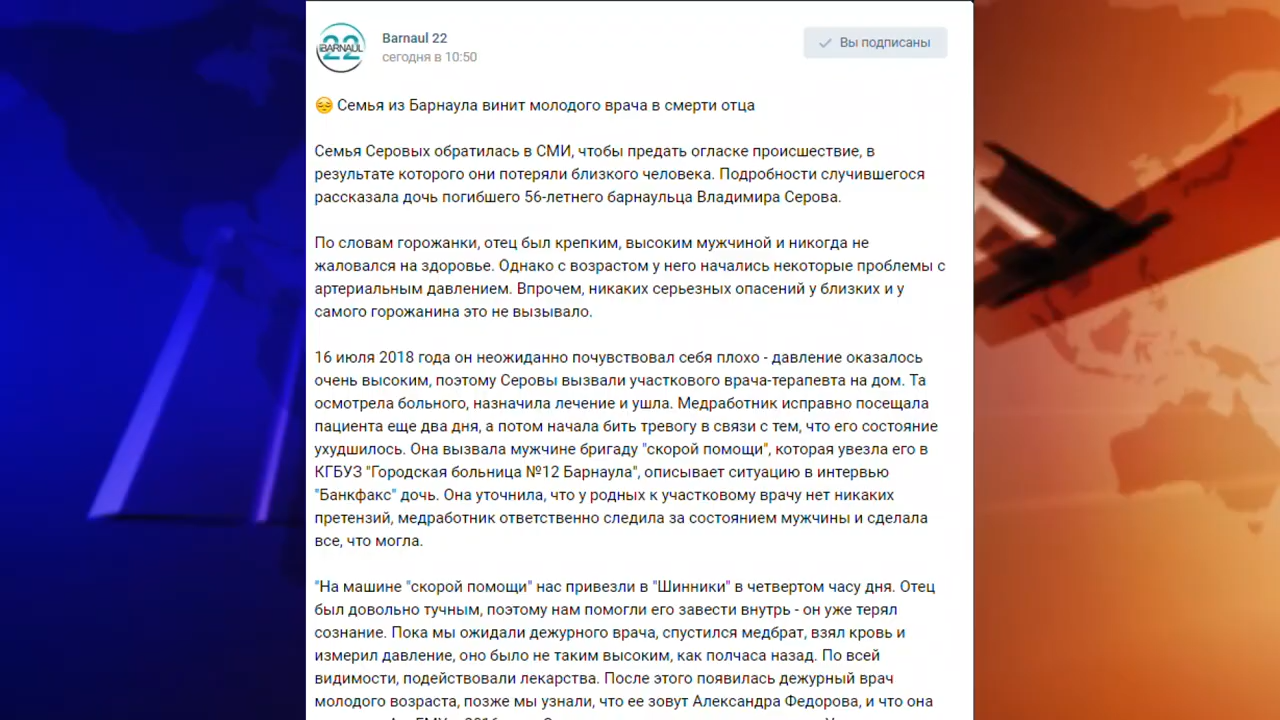 22
BARNAUL
Barnaul 22
сегодня в 10:50
Вы подписаны
😔 Семья из Барнаула винит молодого врача в смерти отца
Семья Серовых обратилась в СМИ, чтобы предать огласке происшествие, в
результате которого они потеряли близкого человека. Подробности случившегося
рассказала дочь погибшего 56-летнего барнаульца Владимира Серова.
По словам горожанки, отец был крепким, высоким мужчиной и никогда не
жаловался на здоровье. Однако с возрастом у него начались некоторые проблемы с
артериальным давлением. Впрочем, никаких серьезных опасений у близких и у
самого горожанина это не вызывало.
16 июля 2018 года он неожиданно почувствовал себя плохо - давление оказалось
очень высоким, поэтому Серовы вызвали участкового врача-терапевта на дом. Та
осмотрела больного, назначила лечение и ушла. Медработник исправно посещала
пациента еще два дня, а потом начала бить тревогу в связи с тем, что его состояние
ухудшилось. Она вызвала мужчине бригаду "скорой помощи", которая увезла его в
КГБУЗ "Городская больница №12 Барнаула", описывает ситуацию в интервью
"Банкфакс" дочь. Она уточнила, что у родных к участковому врачу нет никаких
претензий, медработник ответственно следила за состоянием мужчины и сделала
все, что могла.
"На машине "скорой помощи" нас привезли в "Шинники" в четвертом часу дня. Отец
был довольно тучным, поэтому нам помогли его завести внутрь - он уже терял
сознание. Пока мы ожидали дежурного врача, спустился медбрат, взял кровь и
измерил давление, оно было не таким высоким, как полчаса назад. По всей
видимости, подействовали лекарства. После этого появилась дежурный врач
молодого возраста, позже мы узнали, что ее зовут Александра Федорова, и что она